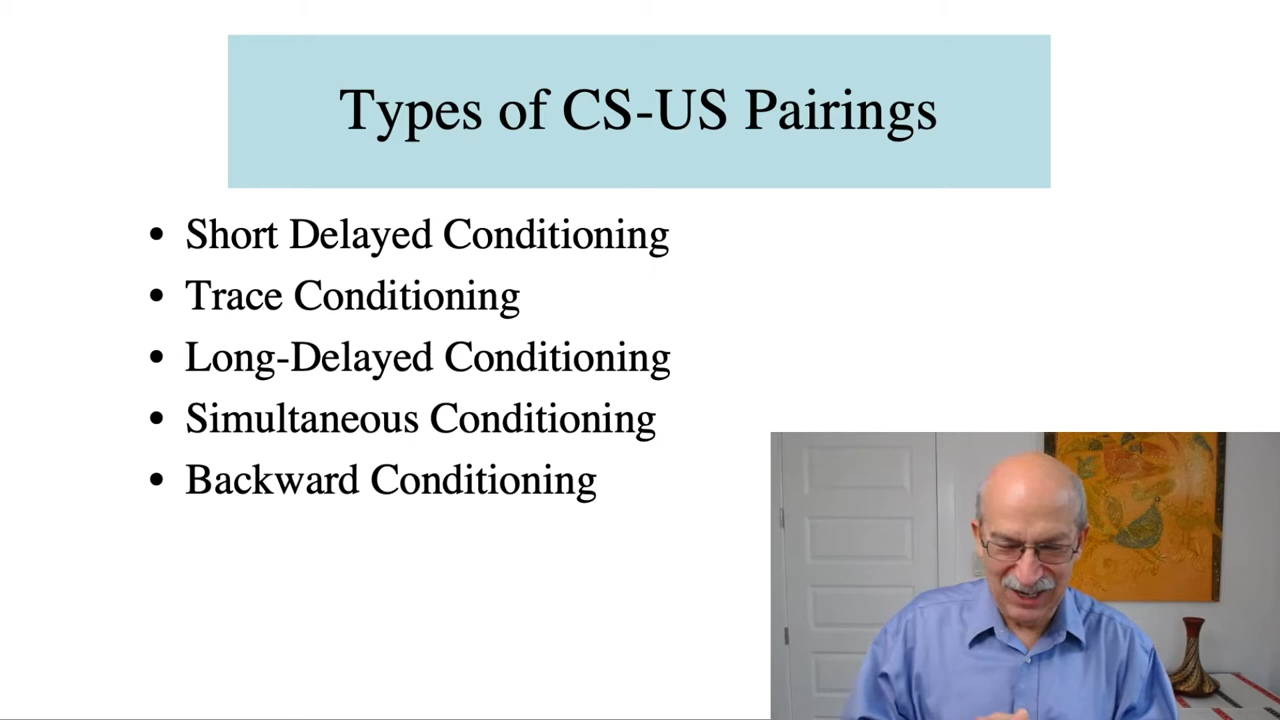 Types of CS-US Pairings
• Short Delayed Conditioning
• Trace Conditioning
• Long-Delayed Conditioning
• Simultaneous Conditioning
• Backward Conditioning